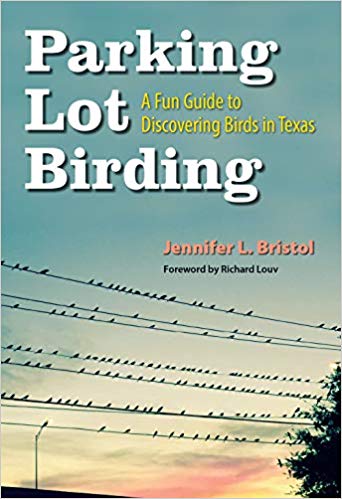 Parking
Lot
A Fun Guide to
Discovering Birds in Texas
Birding
Jennifer L. Bristol
Foreword by Richard Louv